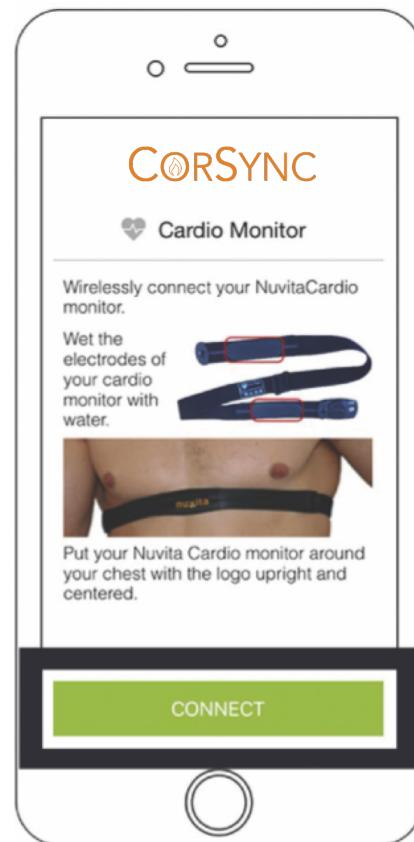 CORSYNC
Cardio Monitor
Wirelessly connect your NuvitaCardio
monitor.
Wet the
electrodes of
your cardio
monitor with
water.
nuvita
Put your Nuvita Cardio monitor around
your chest with the logo upright and
centered.
CONNECT